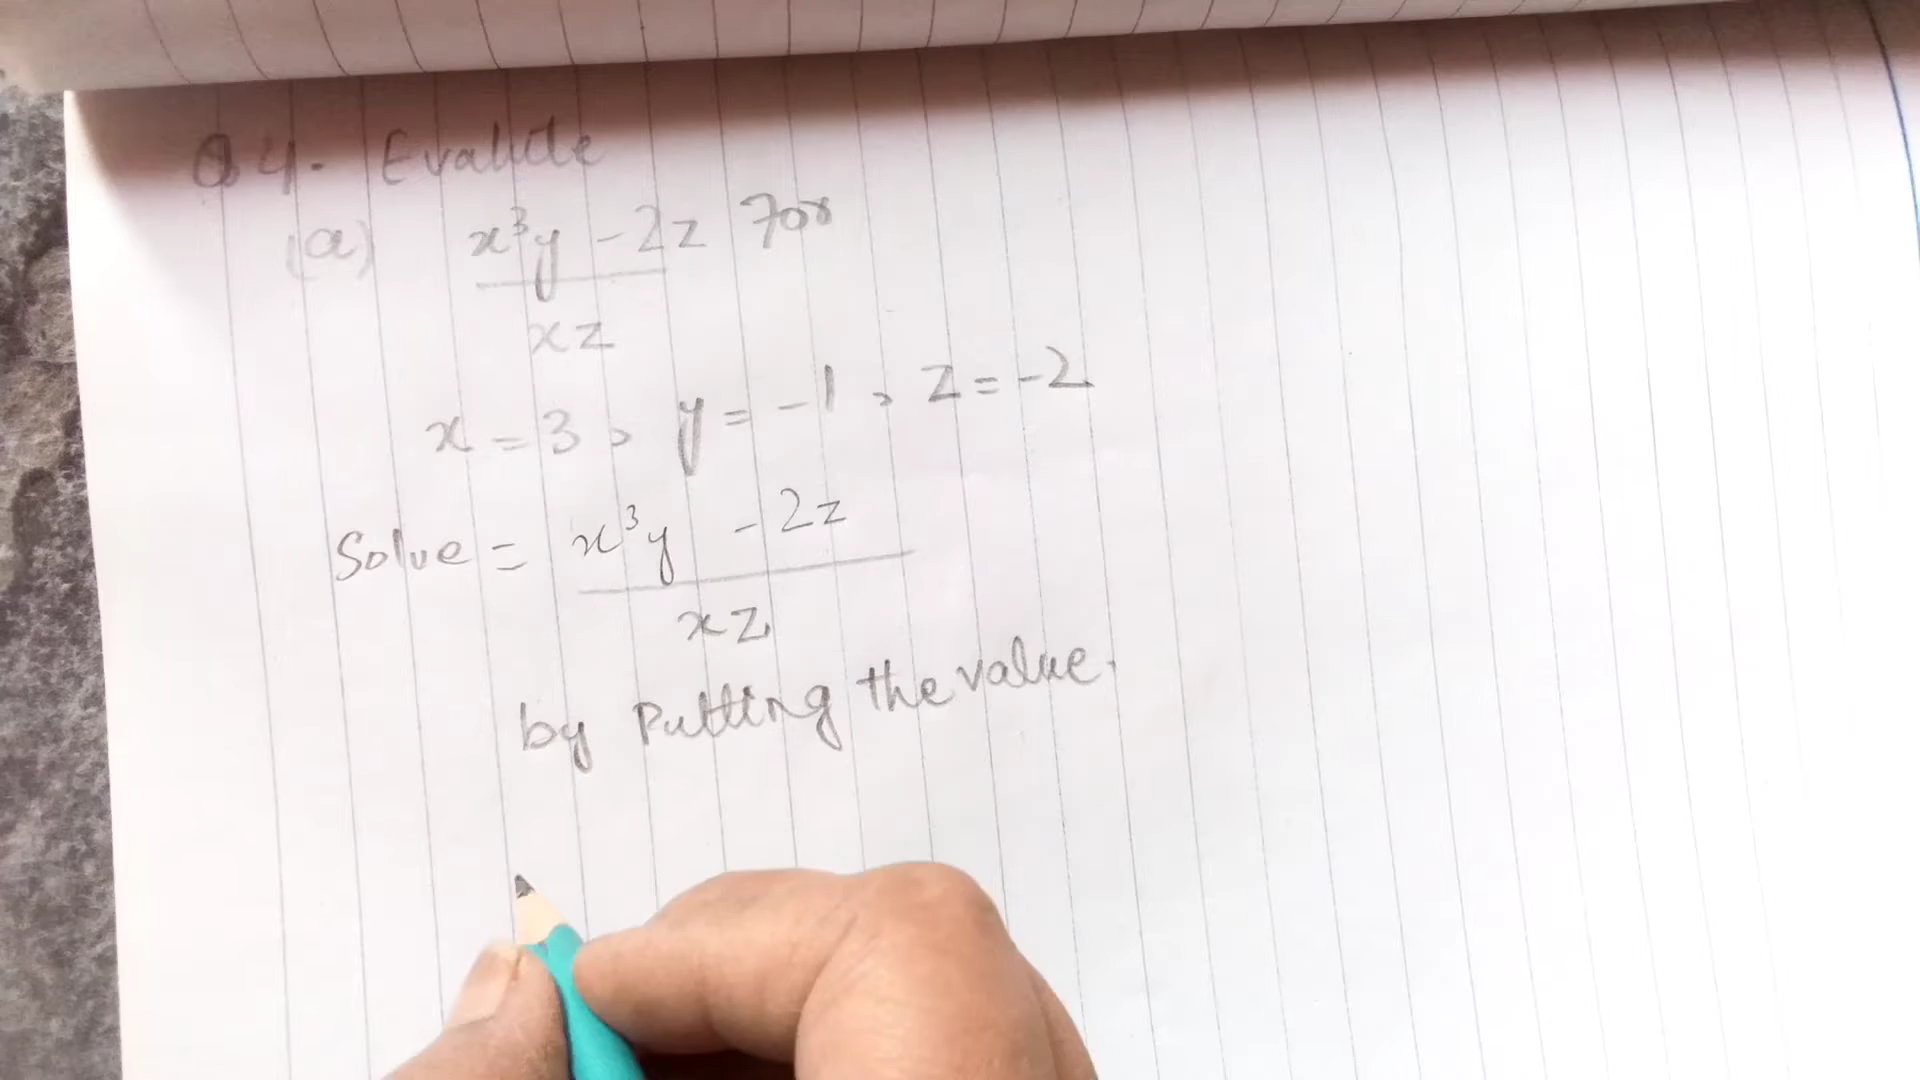 Q4. Evalute
(a) x³y - 2z for
xz
x = 3, y = -1, z = -2
Solve = x³y - 2z
xz
by Putting the value.